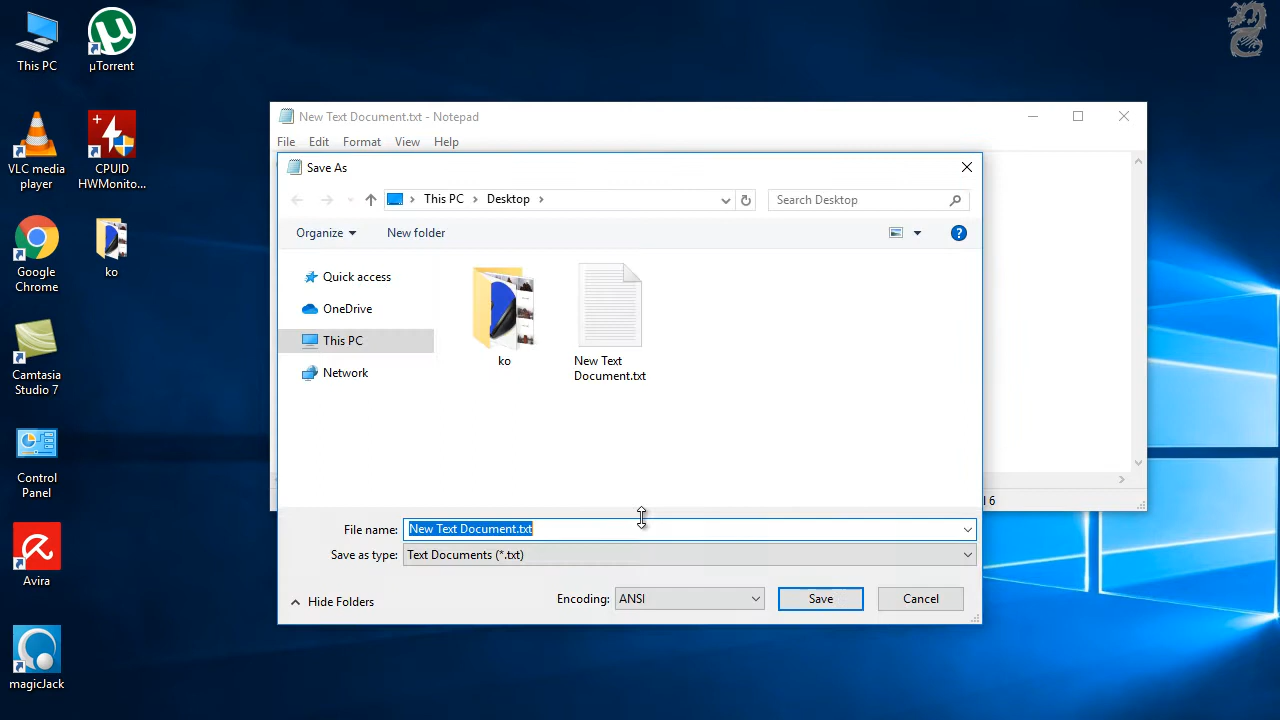 This PC
µTorrent
VLC media
player
CPUID
HWMonito...
Google
Chrome
ko
Camtasia
Studio 7
Control
Panel
Avira
magicJack
New Text Document.txt - Notepad
File Edit Format View Help
Save As
This PC Desktop
Search Desktop
Organize New folder
Quick access
OneDrive
This PC
Network
ko
New Text
Document.txt
File name: New Text Document.txt
Save as type: Text Documents (*.txt)
Hide Folders
Encoding: ANSI
Save
Cancel
l 6